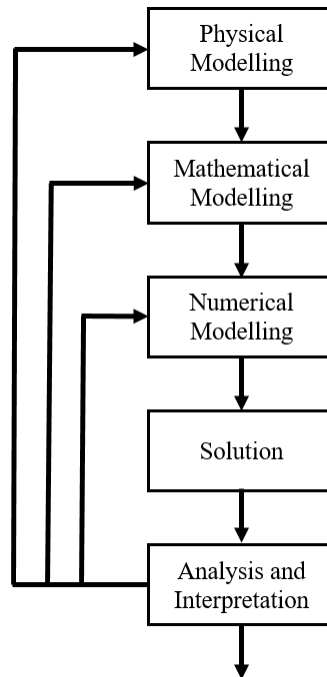 Physical
Modelling
Mathematical
Modelling
Numerical
Modelling
Solution
Analysis and
Interpretation